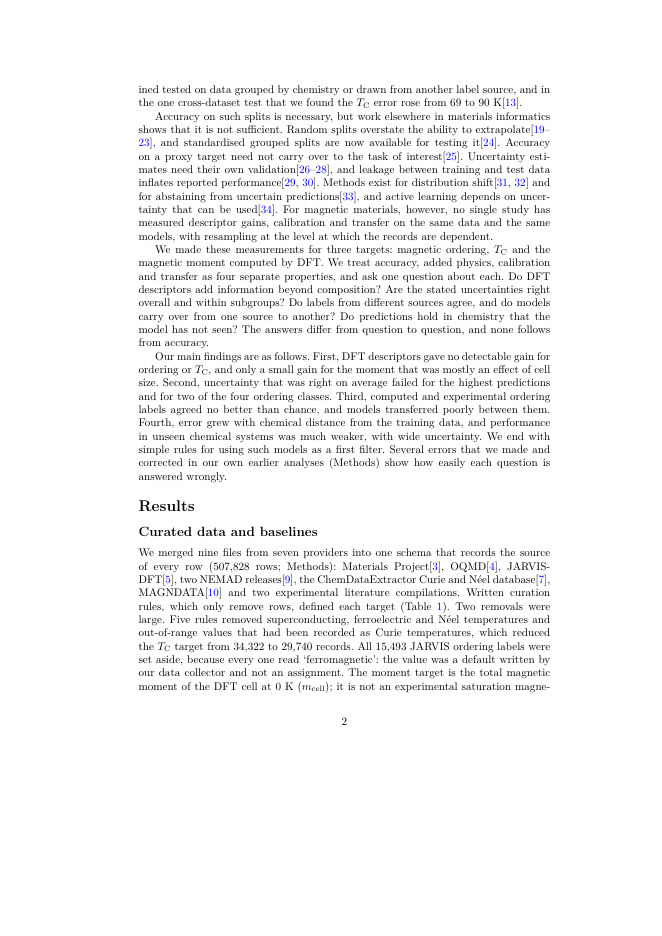 ined tested on data grouped by chemistry or drawn from another label source, and in
the one cross-dataset test that we found the T_C error rose from 69 to 90 K[13].
Accuracy on such splits is necessary, but work elsewhere in materials informatics
shows that it is not sufficient. Random splits overstate the ability to extrapolate[19–
23], and standardised grouped splits are now available for testing it[24]. Accuracy
on a proxy target need not carry over to the task of interest[25]. Uncertainty esti-
mates need their own validation[26–28], and leakage between training and test data
inflates reported performance[29, 30]. Methods exist for distribution shift[31, 32] and
for abstaining from uncertain predictions[33], and active learning depends on uncer-
tainty that can be used[34]. For magnetic materials, however, no single study has
measured descriptor gains, calibration and transfer on the same data and the same
models, with resampling at the level at which the records are dependent.
We made these measurements for three targets: magnetic ordering, T_C and the
magnetic moment computed by DFT. We treat accuracy, added physics, calibration
and transfer as four separate properties, and ask one question about each. Do DFT
descriptors add information beyond composition? Are the stated uncertainties right
overall and within subgroups? Do labels from different sources agree, and do models
carry over from one source to another? Do predictions hold in chemistry that the
model has not seen? The answers differ from question to question, and none follows
from accuracy.
Our main findings are as follows. First, DFT descriptors gave no detectable gain for
ordering or T_C, and only a small gain for the moment that was mostly an effect of cell
size. Second, uncertainty that was right on average failed for the highest predictions
and for two of the four ordering classes. Third, computed and experimental ordering
labels agreed no better than chance, and models transferred poorly between them.
Fourth, error grew with chemical distance from the training data, and performance
in unseen chemical systems was much weaker, with wide uncertainty. We end with
simple rules for using such models as a first filter. Several errors that we made and
corrected in our own earlier analyses (Methods) show how easily each question is
answered wrongly.
Results
Curated data and baselines
We merged nine files from seven providers into one schema that records the source
of every row (507,828 rows; Methods): Materials Project[3], OQMD[4], JARVIS-
DFT[5], two NEMAD releases[9], the ChemDataExtractor Curie and Néel database[7],
MAGNDATA[10] and two experimental literature compilations. Written curation
rules, which only remove rows, defined each target (Table 1). Two removals were
large. Five rules removed superconducting, ferroelectric and Néel temperatures and
out-of-range values that had been recorded as Curie temperatures, which reduced
the T_C target from 34,322 to 29,740 records. All 15,493 JARVIS ordering labels were
set aside, because every one read ‘ferromagnetic’: the value was a default written by
our data collector and not an assignment. The moment target is the total magnetic
moment of the DFT cell at 0 K (m_cell); it is not an experimental saturation magne-
2